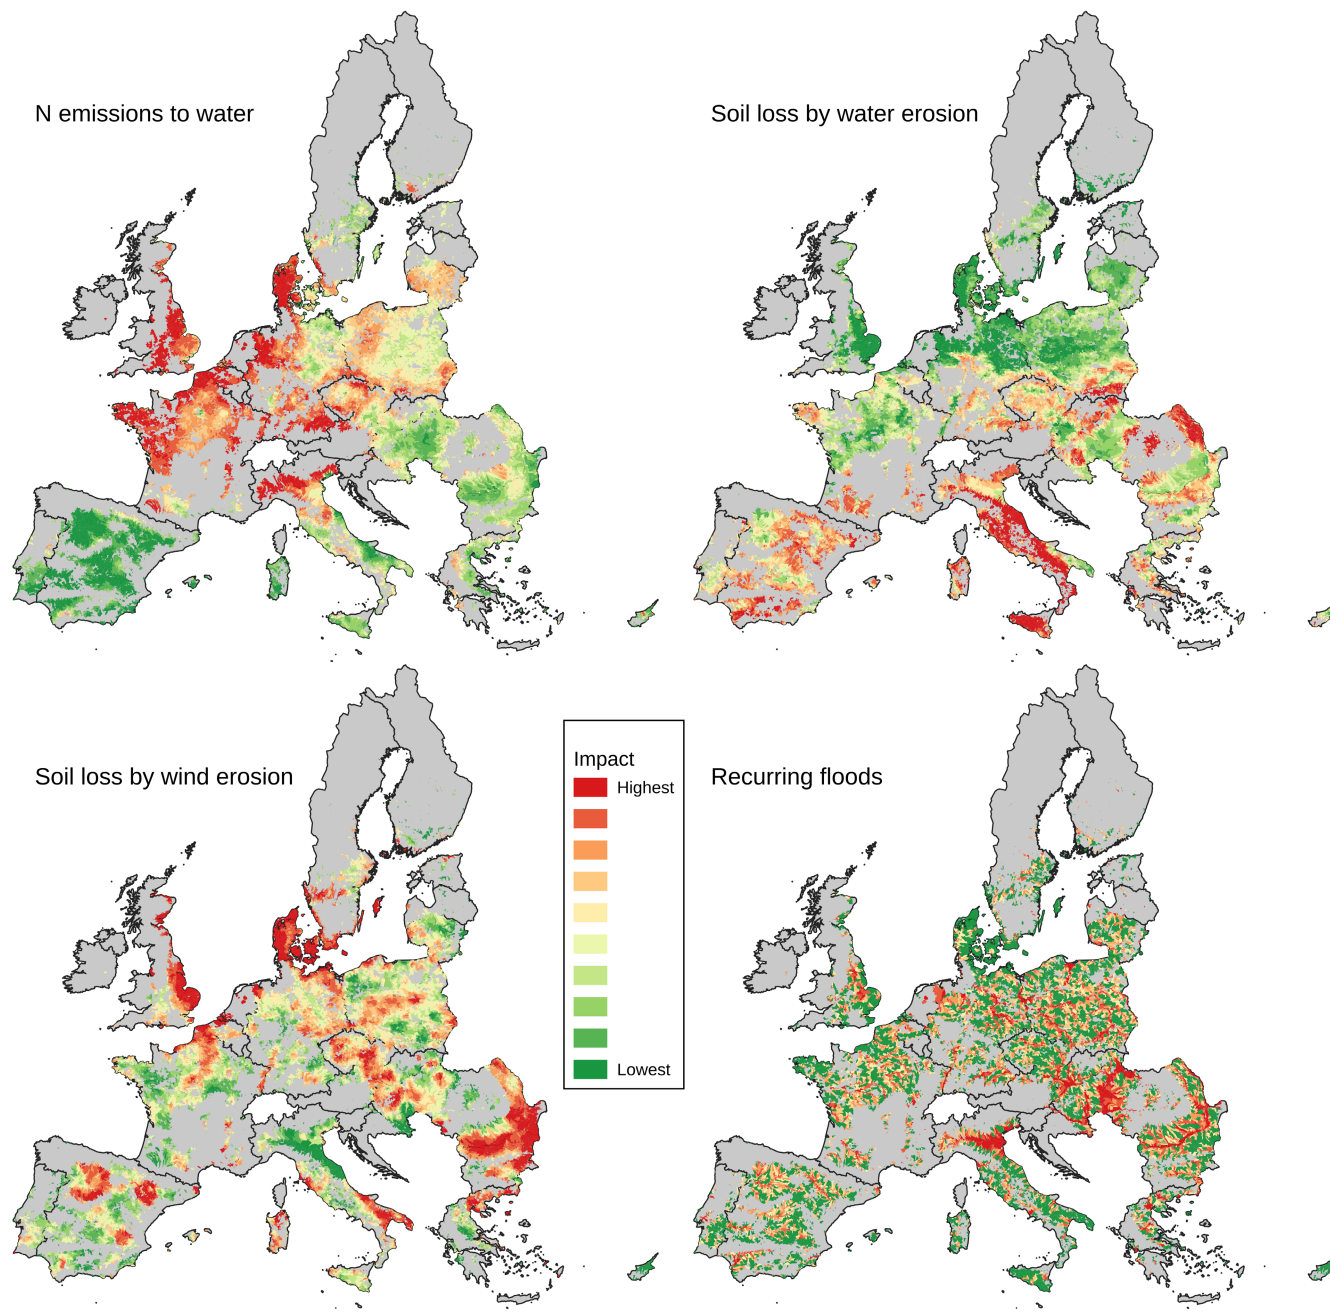 N emissions to water
Soil loss by water erosion
Soil loss by wind erosion
Impact
Highest
Lowest
Recurring floods